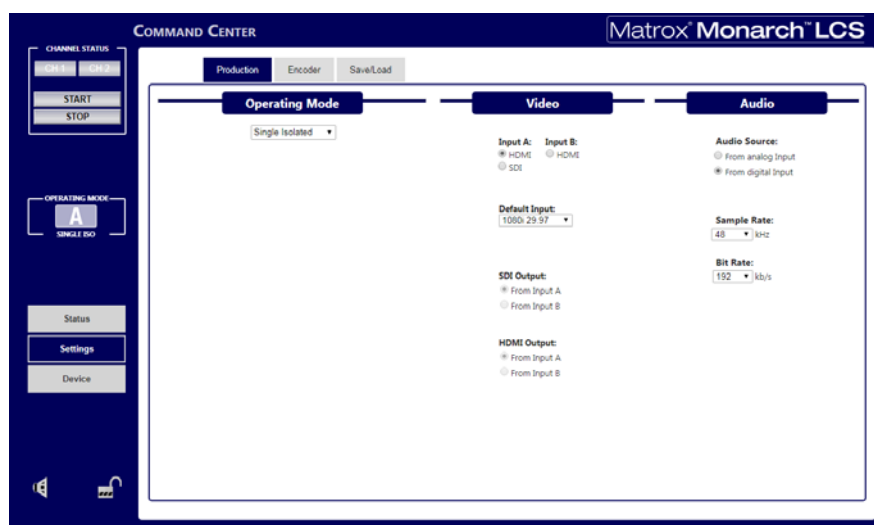 COMMAND CENTER
Matrox® Monarch™ LCS
CHANNEL STATUS
CH 1 CH 2
START
STOP
OPERATING MODE
A
SINGLE ISO
Status
Settings
Device
Production Encoder Save/Load
Operating Mode
Single Isolated
Video
Input A: Input B:
HDMI HDMI
SDI
Default Input:
1080i 29.97
SDI Output:
From Input A
From Input B
HDMI Output:
From Input A
From Input B
Audio
Audio Source:
From analog Input
From digital Input
Sample Rate:
48 kHz
Bit Rate:
192 kb/s